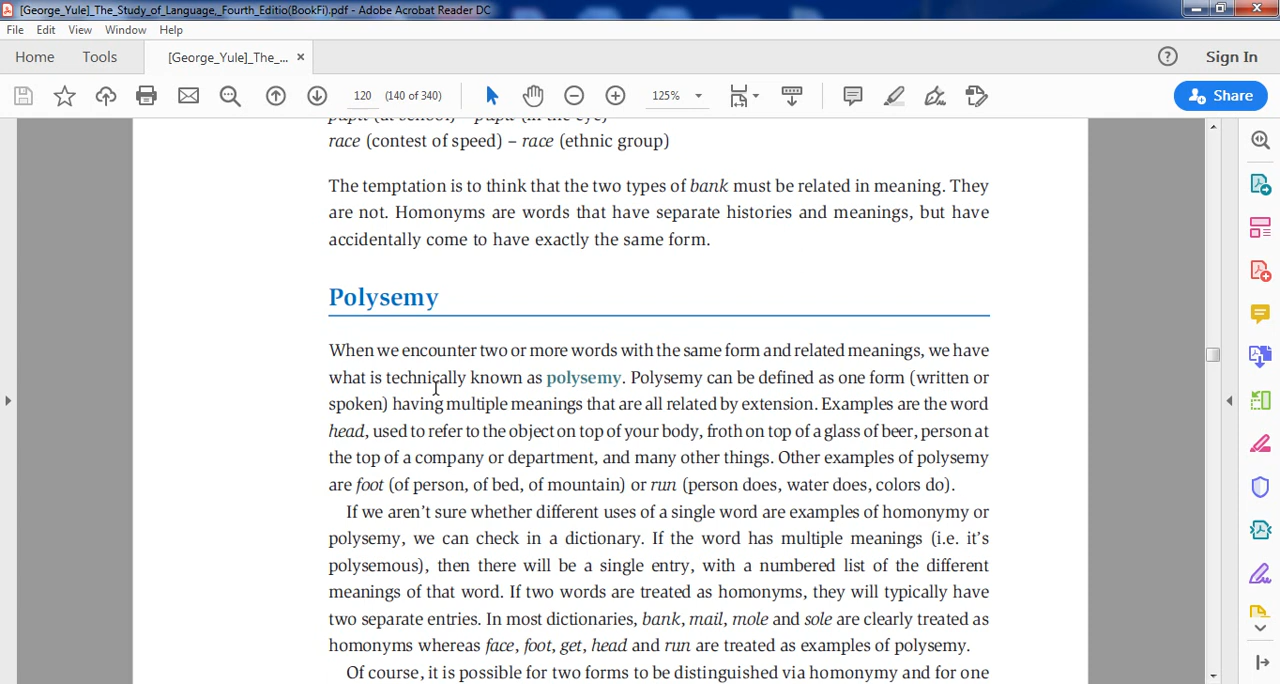 [George_Yule]_The_Study_of_Language,_Fourth_Editio(BookFi).pdf - Adobe Acrobat Reader DC
File Edit View Window Help
Home Tools [George_Yule]_The_... × ? Sign In
120 (140 of 340) 125% Share
pupil (at school) – pupil (in the eye)
race (contest of speed) – race (ethnic group)
The temptation is to think that the two types of bank must be related in meaning. They
are not. Homonyms are words that have separate histories and meanings, but have
accidentally come to have exactly the same form.
Polysemy
When we encounter two or more words with the same form and related meanings, we have
what is technically known as polysemy. Polysemy can be defined as one form (written or
spoken) having multiple meanings that are all related by extension. Examples are the word
head, used to refer to the object on top of your body, froth on top of a glass of beer, person at
the top of a company or department, and many other things. Other examples of polysemy
are foot (of person, of bed, of mountain) or run (person does, water does, colors do).
If we aren't sure whether different uses of a single word are examples of homonymy or
polysemy, we can check in a dictionary. If the word has multiple meanings (i.e. it's
polysemous), then there will be a single entry, with a numbered list of the different
meanings of that word. If two words are treated as homonyms, they will typically have
two separate entries. In most dictionaries, bank, mail, mole and sole are clearly treated as
homonyms whereas face, foot, get, head and run are treated as examples of polysemy.
Of course, it is possible for two forms to be distinguished via homonymy and for one